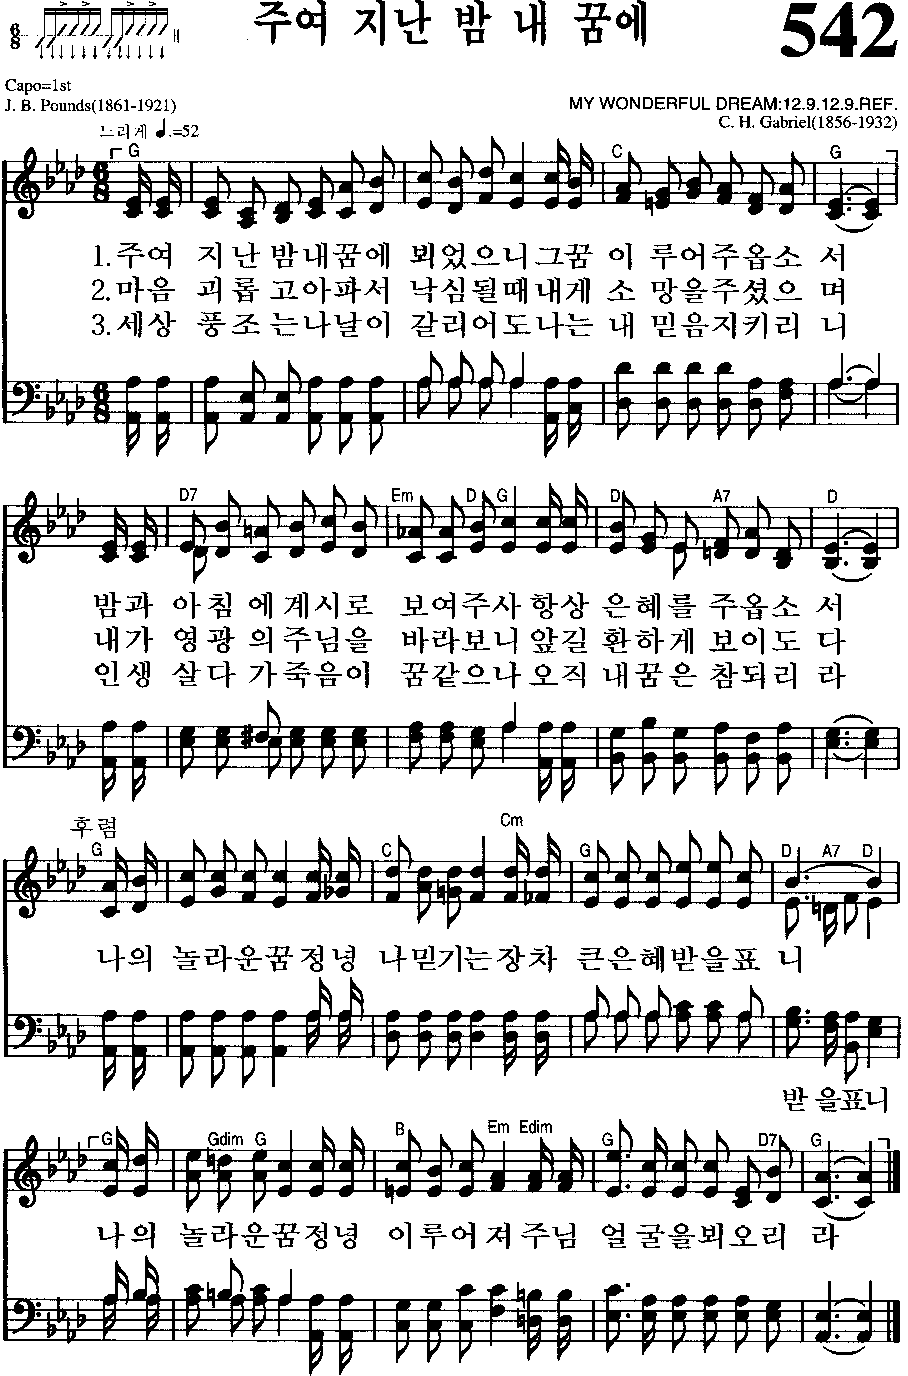 주여 지난 밤 내 꿈에
542
6
8
Capo=1st
J. B. Pounds(1861-1921)
MY WONDERFUL DREAM:12.9.12.9.REF.
C. H. Gabriel(1856-1932)
느리게 ♩.=52
G C G
1.주여 지난밤내꿈에 뵈었으니그꿈 이 루어주옵소 서
2.마음 괴롭고아파서 낙심될때내게 소 망을주셨으 며
3.세상 풍조는나날이 갈리어도나는 내 믿음지키리 니
D7 Em D G D A7 D
밤과 아침에계시로 보여주사항상 은혜를 주옵소 서
내가 영광의주님을 바라보니앞길 환하게 보이도 다
인생 살다가죽음이 꿈같으나오직 내꿈은 참되리 라
후렴
G C Cm G D A7 D
나의 놀라운꿈정녕 나믿기는장차 큰은혜받을표 니
받 을표니
G Gdim G B Em Edim G D7 G
나의 놀라운꿈정녕 이루어져주님 얼굴을뵈오리 라